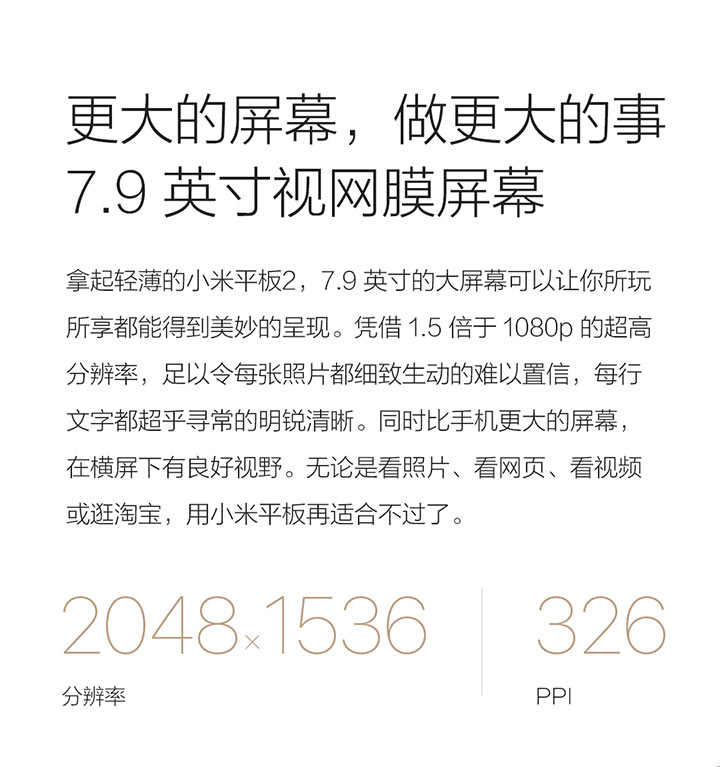 更大的屏幕，做更大的事
7.9 英寸视网膜屏幕
拿起轻薄的小米平板2，7.9 英寸的大屏幕可以让你所玩
所享都能得到美妙的呈现。凭借 1.5 倍于 1080p 的超高
分辨率，足以令每张照片都细致生动的难以置信，每行
文字都超乎寻常的明锐清晰。同时比手机更大的屏幕，
在横屏下有良好视野。无论是看照片、看网页、看视频
或逛淘宝，用小米平板再适合不过了。
2048×1536
分辨率
326
PPI